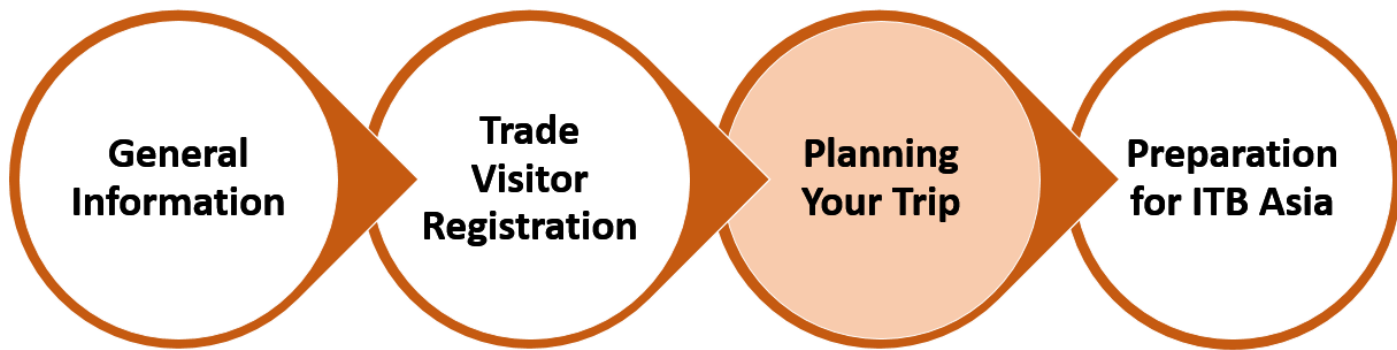 General
Information
Trade
Visitor
Registration
Planning
Your Trip
Preparation
for ITB Asia